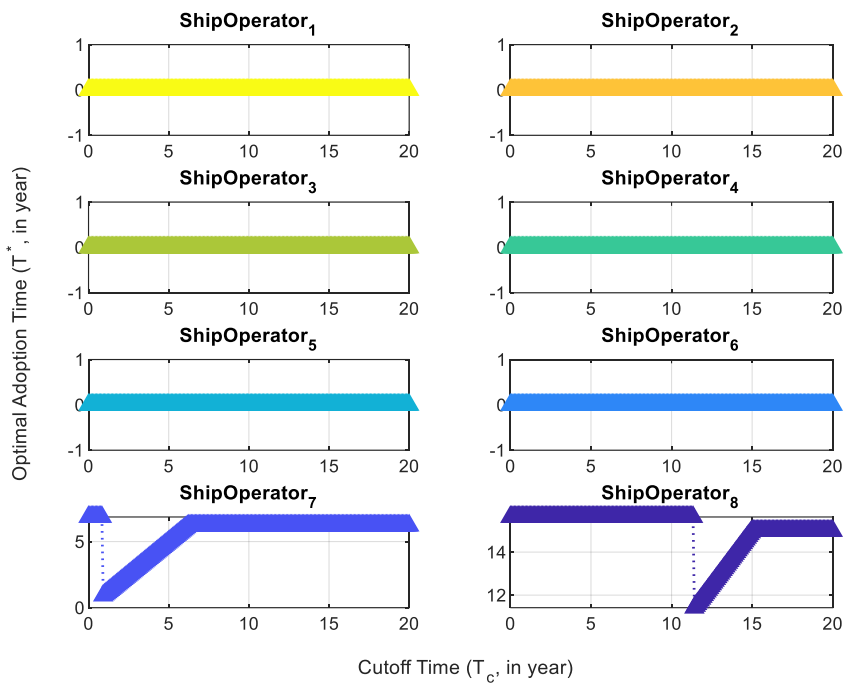 ShipOperator1 ShipOperator2
1 1
0 0
-1 -1
0 5 10 15 20 0 5 10 15 20
ShipOperator3 ShipOperator4
1 1
0 0
-1 -1
0 5 10 15 20 0 5 10 15 20
ShipOperator5 ShipOperator6
1 1
0 0
-1 -1
0 5 10 15 20 0 5 10 15 20
ShipOperator7 ShipOperator8
5 14
0 12
0 5 10 15 20 0 5 10 15 20
Optimal Adoption Time (T*, in year)
Cutoff Time (Tc, in year)